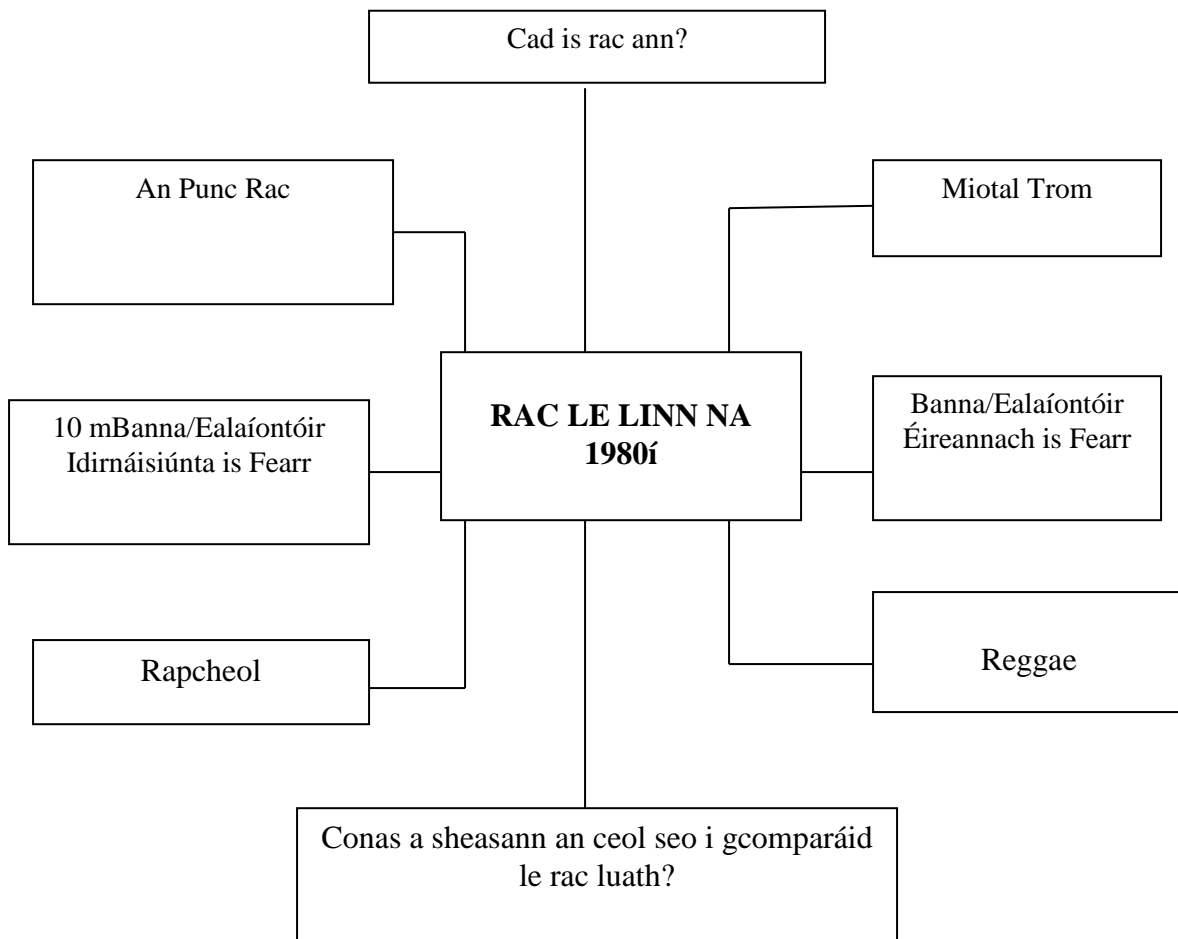 Cad is rac ann?
An Punc Rac
Miotal Trom
RAC LE LINN NA
1980í
Banna/Ealaíontóir
Éireannach is Fearr
10 mBanna/Ealaíontóir
Idirnáisiúnta is Fearr
Rapcheol
Reggae
Conas a sheasann an ceol seo i gcomparáid
le rac luath?